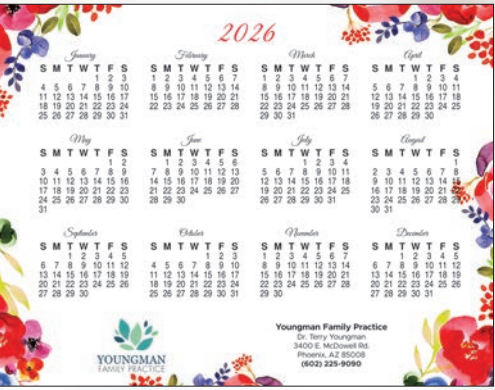 2026
January
S M T W T F S
1 2 3
4 5 6 7 8 9 10
11 12 13 14 15 16 17
18 19 20 21 22 23 24
25 26 27 28 29 30 31
February
S M T W T F S
1 2 3 4 5 6 7
8 9 10 11 12 13 14
15 16 17 18 19 20 21
22 23 24 25 26 27 28
March
S M T W T F S
1 2 3 4 5 6 7
8 9 10 11 12 13 14
15 16 17 18 19 20 21
22 23 24 25 26 27 28
29 30 31
April
S M T W T F S
1 2 3 4
5 6 7 8 9 10 11
12 13 14 15 16 17 18
19 20 21 22 23 24 25
26 27 28 29 30
May
S M T W T F S
1 2
3 4 5 6 7 8 9
10 11 12 13 14 15 16
17 18 19 20 21 22 23
24 25 26 27 28 29 30
31
June
S M T W T F S
1 2 3 4 5 6
7 8 9 10 11 12 13
14 15 16 17 18 19 20
21 22 23 24 25 26 27
28 29 30
July
S M T W T F S
1 2 3 4
5 6 7 8 9 10 11
12 13 14 15 16 17 18
19 20 21 22 23 24 25
26 27 28 29 30 31
August
S M T W T F S
1
2 3 4 5 6 7 8
9 10 11 12 13 14 15
16 17 18 19 20 21 22
23 24 25 26 27 28 29
30 31
September
S M T W T F S
1 2 3 4 5
6 7 8 9 10 11 12
13 14 15 16 17 18 19
20 21 22 23 24 25 26
27 28 29 30
October
S M T W T F S
1 2 3
4 5 6 7 8 9 10
11 12 13 14 15 16 17
18 19 20 21 22 23 24
25 26 27 28 29 30 31
November
S M T W T F S
1 2 3 4 5 6 7
8 9 10 11 12 13 14
15 16 17 18 19 20 21
22 23 24 25 26 27 28
29 30
December
S M T W T F S
1 2 3 4 5
6 7 8 9 10 11 12
13 14 15 16 17 18 19
20 21 22 23 24 25 26
27 28 29 30 31
YOUNGMAN
FAMILY PRACTICE
Youngman Family Practice
Dr. Terry Youngman
3400 E. McDowell Rd.
Phoenix, AZ 85008
(602) 225-9090